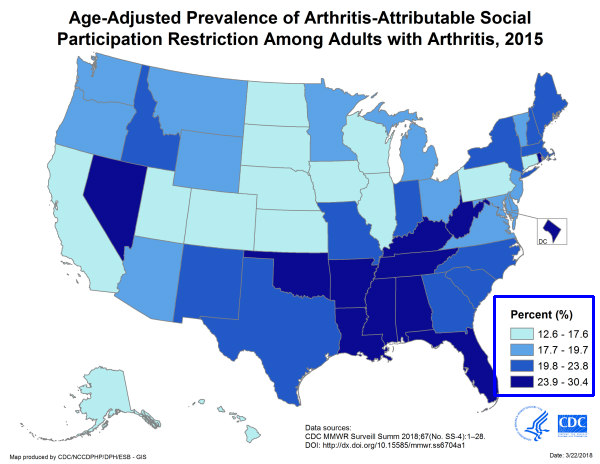 Age-Adjusted Prevalence of Arthritis-Attributable Social
Participation Restriction Among Adults with Arthritis, 2015
DC
Percent (%)
12.6 - 17.6
17.7 - 19.7
19.8 - 23.8
23.9 - 30.4
Data sources:
CDC MMWR Surveill Summ 2018;67(No. SS-4):1–28.
DOI: http://dx.doi.org/10.15585/mmwr.ss6704a1
CDC
Map produced by CDC/NCCDPHP/DPH/ESB - GIS
Date: 3/22/2018